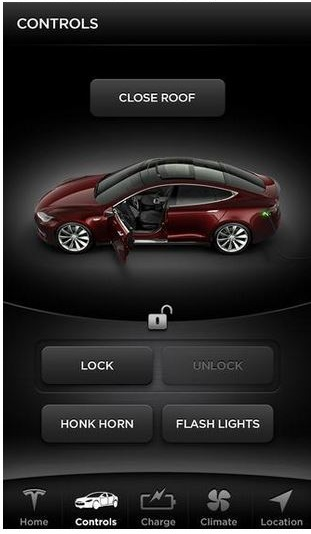 CONTROLS
CLOSE ROOF
LOCK
UNLOCK
HONK HORN
FLASH LIGHTS
Home
Controls
Charge
Climate
Location